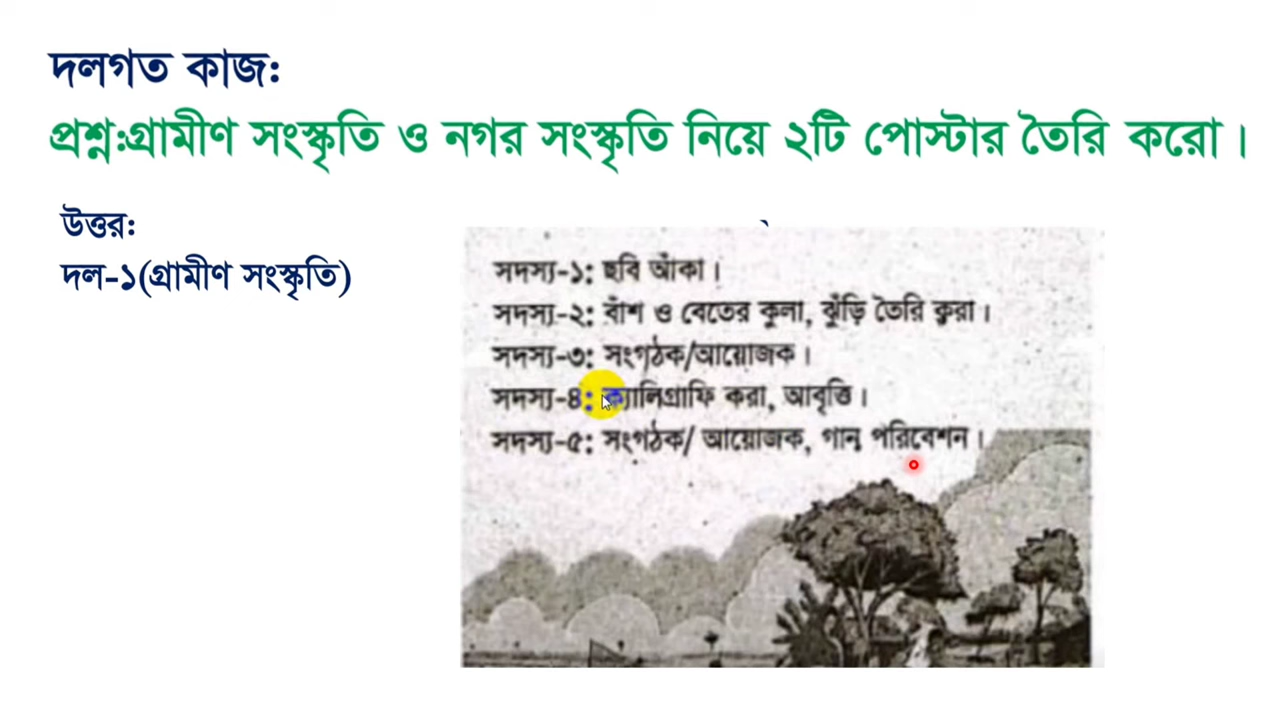 দলগত কাজ:
প্রশ্ন:গ্রামীণ সংস্কৃতি ও নগর সংস্কৃতি নিয়ে ২টি পোস্টার তৈরি করো।
উত্তর:
দল-১(গ্রামীণ সংস্কৃতি)
সদস্য-১: ছবি আঁকা।
সদস্য-২: বাঁশ ও বেতের কুলা, ঝুঁড়ি তৈরি করা।
সদস্য-৩: সংগঠক/আয়োজক।
সদস্য-৪: ক্যালিগ্রাফি করা, আবৃত্তি।
সদস্য-৫: সংগঠক/ আয়োজক, গান পরিবেশন।